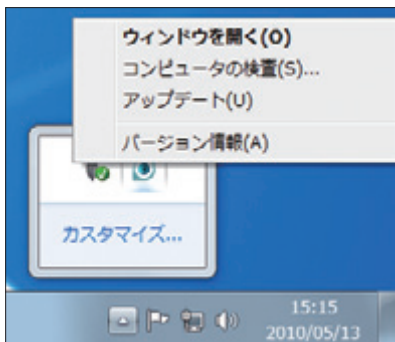 ウィンドウを開く(O)
コンピュータの検査(S)...
アップデート(U)
バージョン情報(A)
カスタマイズ...
15:15
2010/05/13